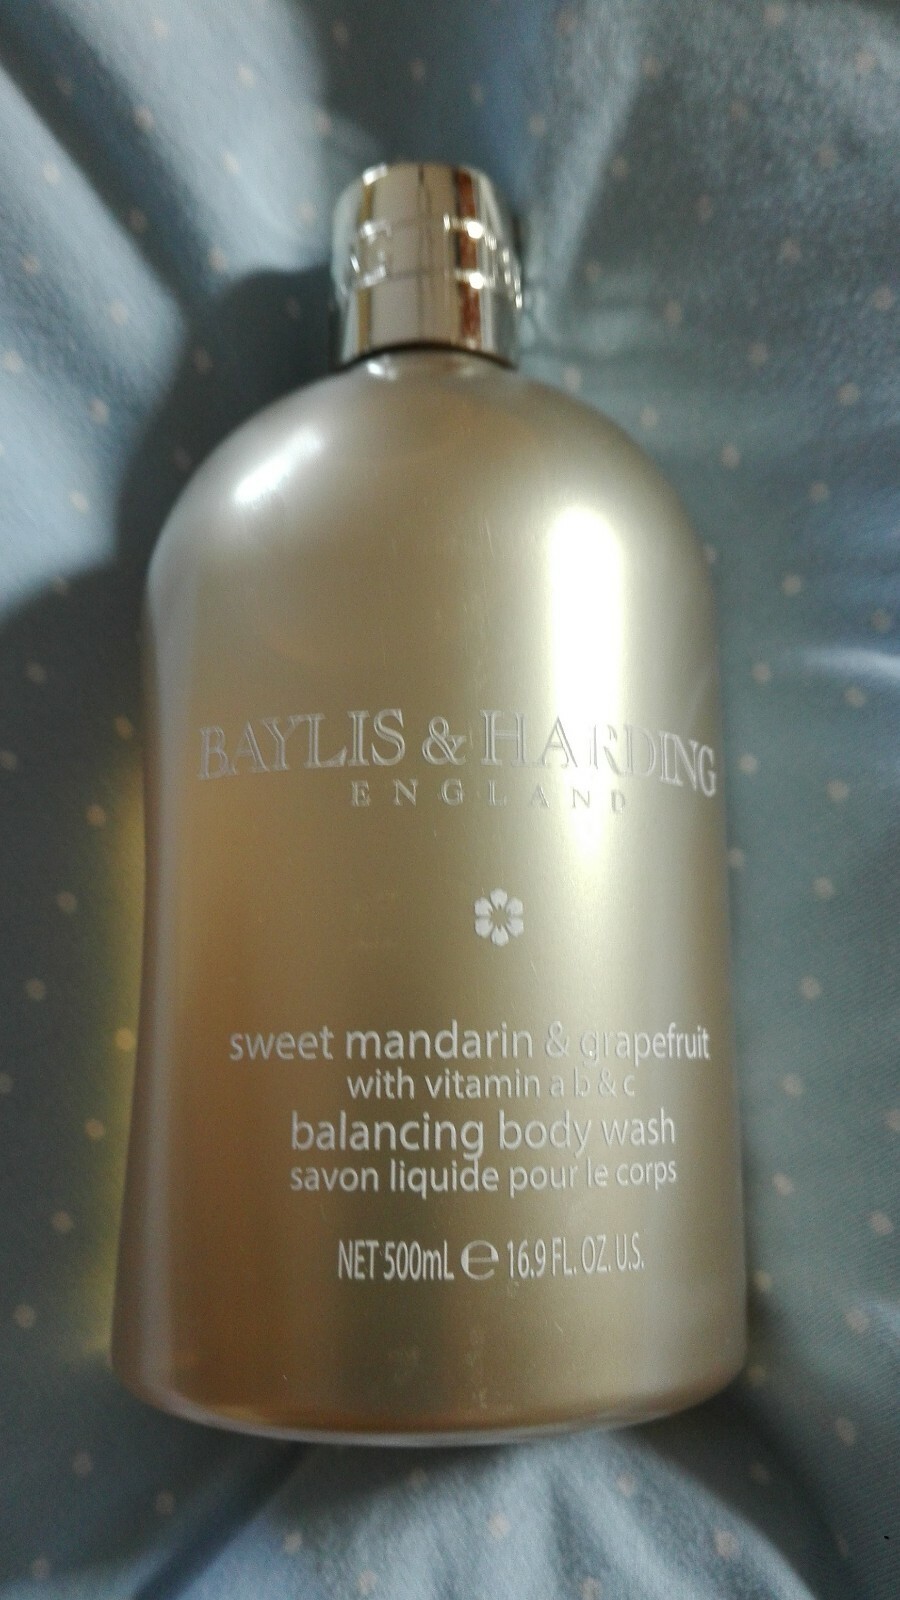 BAYLIS & HARDING
ENGLAND
sweet mandarin & grapefruit
with vitamin a b & c
balancing body wash
savon liquide pour le corps
NET 500mL e 16.9 FL. OZ. U.S.